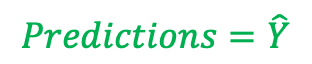 Predictions = Ŷ